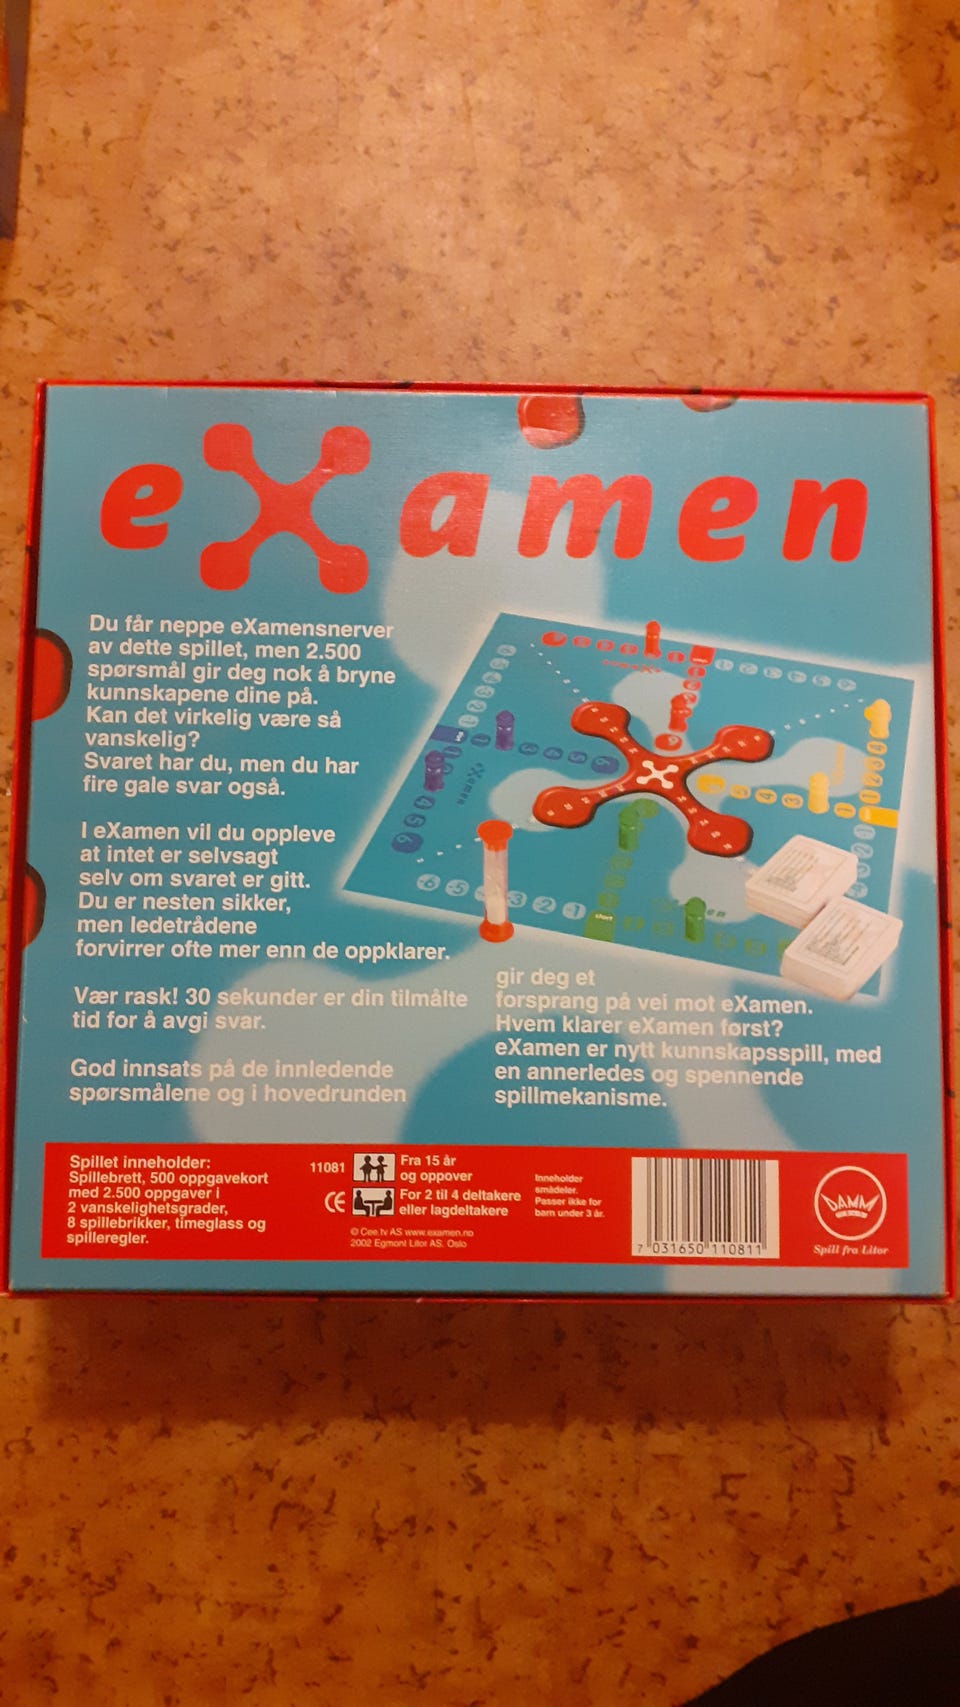 eXamen
Du får neppe eXamensnerver
av dette spillet, men 2.500
spørsmål gir deg nok å bryne
kunnskapene dine på.
Kan det virkelig være så
vanskelig?
Svaret har du, men du har
fire gale svar også.
I eXamen vil du oppleve
at intet er selvsagt
selv om svaret er gitt.
Du er nesten sikker,
men ledetrådene
forvirrer ofte mer enn de oppklarer.
Vær rask! 30 sekunder er din tilmålte
tid for å avgi svar.
God innsats på de innledende
spørsmålene og i hovedrunden
gir deg et
forsprang på vei mot eXamen.
Hvem klarer eXamen først?
eXamen er nytt kunnskapsspill, med
en annerledes og spennende
spillmekanisme.
Spillet inneholder:
Spillebrett, 500 oppgavekort
med 2.500 oppgaver i
2 vanskelighetsgrader,
8 spillebrikker, timeglass og
spilleregler.
11081
CE
Fra 15 år
og oppover
For 2 til 4 deltakere
eller lagdeltakere
© Cee.tv AS www.examen.no
2002 Egmont Litor AS. Oslo
Inneholder
smådeler.
Passer ikke for
barn under 3 år.
7 031650 110811
DAMM
Spill fra Litor